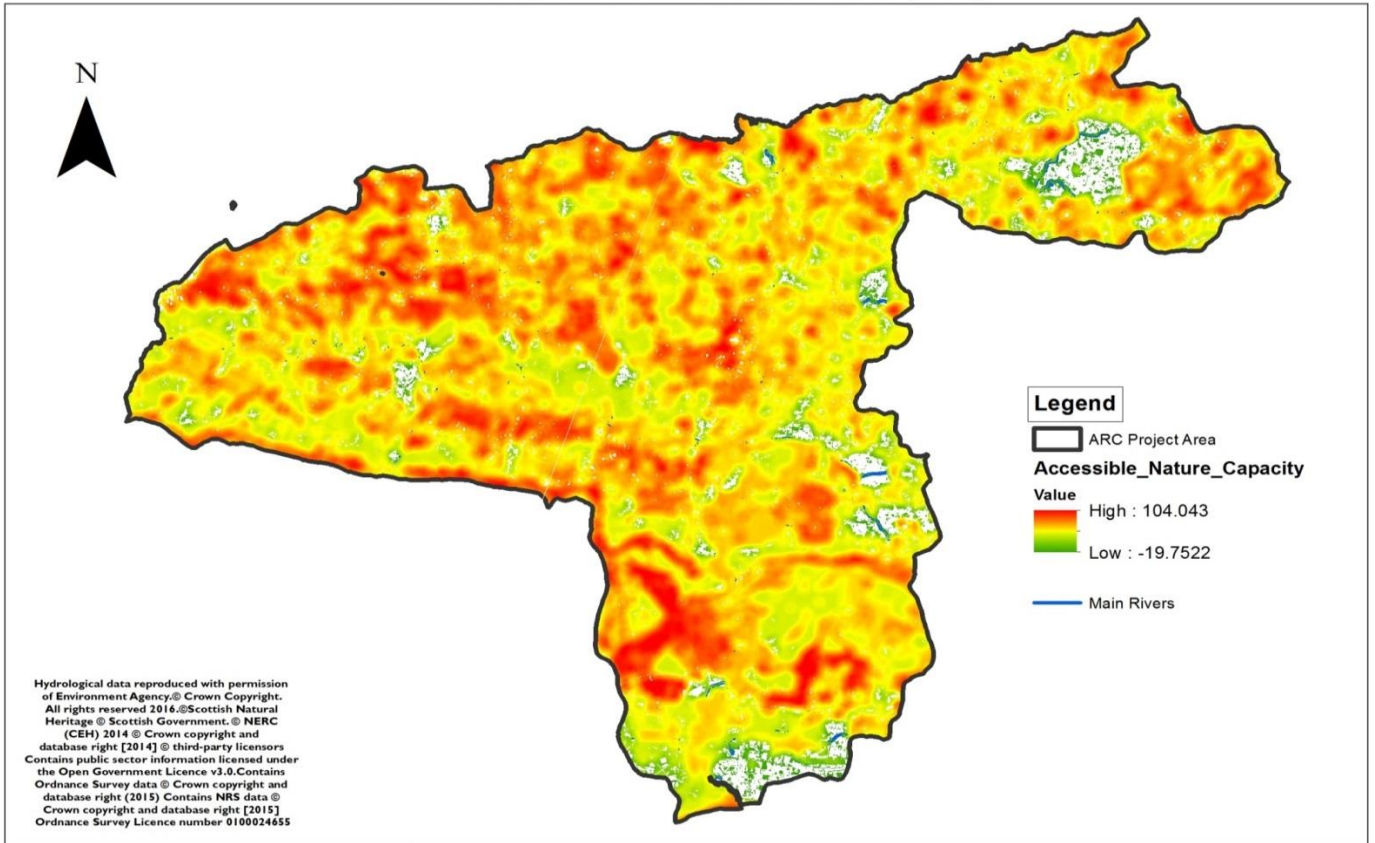 N
Legend
ARC Project Area
Accessible_Nature_Capacity
Value
High : 104.043
Low : -19.7522
Main Rivers
Hydrological data reproduced with permission
of Environment Agency.© Crown Copyright.
All rights reserved 2016.©Scottish Natural
Heritage © Scottish Government. © NERC
(CEH) 2014 © Crown copyright and
database right [2014] © third-party licensors
Contains public sector information licensed under
the Open Government Licence v3.0.Contains
Ordnance Survey data © Crown copyright and
database right (2015) Contains NRS data ©
Crown copyright and database right [2015]
Ordnance Survey Licence number 0100024655